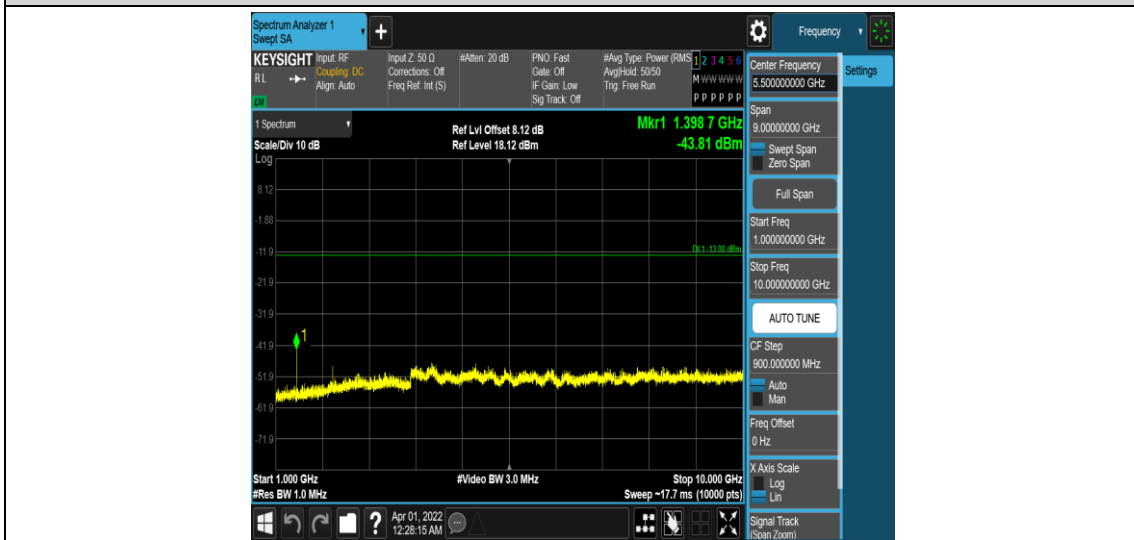 Spectrum Analyzer 1
Swept SA
+
Frequency
KEYSIGHT
RL
LXI
Input: RF
Coupling: DC
Align: Auto
Input Z: 50 Ω
Corrections: Off
Freq Ref: Int (S)
#Atten: 20 dB
PNO: Fast
Gate: Off
IF Gain: Low
Sig Track: Off
#Avg Type: Power (RMS
Avg|Hold: 50/50
Trig: Free Run
1 2 3 4 5 6
M W W W W W
P P P P P P
1 Spectrum
Scale/Div 10 dB
Log
Ref Lvl Offset 8.12 dB
Ref Level 18.12 dBm
Mkr1 1.398 7 GHz
-43.81 dBm
8.12
-1.88
-11.9
DL1 -13.00 dBm
-21.9
-31.9
1
-41.9
-51.9
-61.9
-71.9
Start 1.000 GHz
#Res BW 1.0 MHz
#Video BW 3.0 MHz
Stop 10.000 GHz
Sweep ~17.7 ms (10000 pts)
?
Apr 01, 2022
12:28:15 AM
Center Frequency
5.500000000 GHz
Settings
Span
9.00000000 GHz
Swept Span
Zero Span
Full Span
Start Freq
1.000000000 GHz
Stop Freq
10.000000000 GHz
AUTO TUNE
CF Step
900.000000 MHz
Auto
Man
Freq Offset
0 Hz
X Axis Scale
Log
Lin
Signal Track
(Span Zoom)